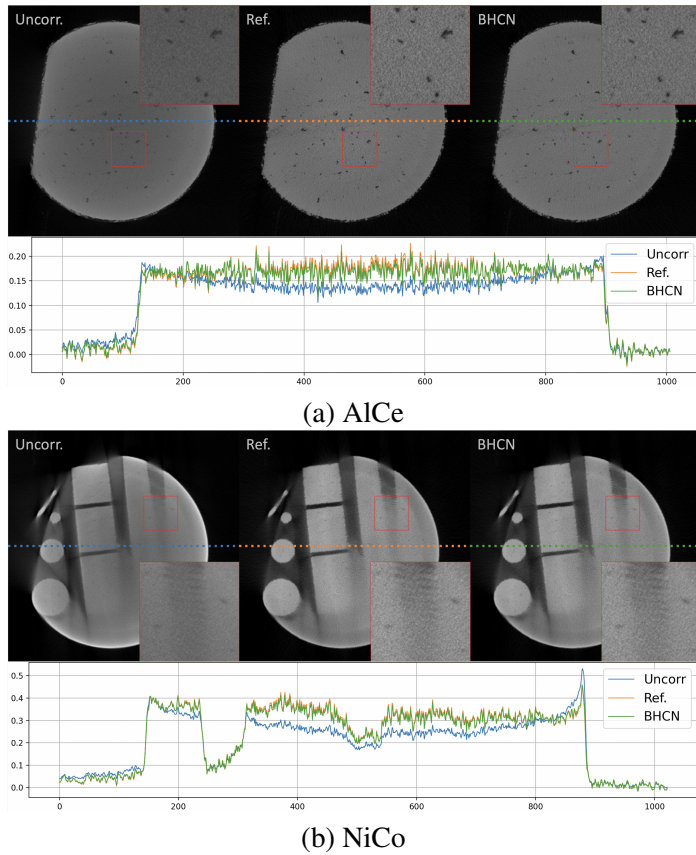 Uncorr. Ref. BHCN
0.20
0.15
0.10
0.05
0.00
Uncorr
Ref.
BHCN
0 200 400 600 800 1000
(a) AlCe
Uncorr. Ref. BHCN
0.5
0.4
0.3
0.2
0.1
0.0
Uncorr
Ref.
BHCN
0 200 400 600 800 1000
(b) NiCo